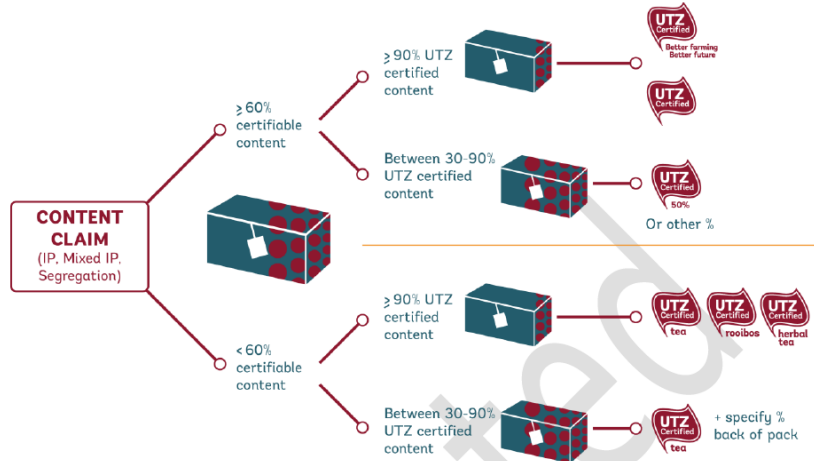 ≥ 90% UTZ
certified
content
UTZ
Certified
Better farming
Better future
UTZ
Certified
≥ 60%
certifiable
content
Between 30-90%
UTZ certified
content
UTZ
Certified
50%
Or other %
CONTENT
CLAIM
(IP, Mixed IP,
Segregation)
≥ 90% UTZ
certified
content
UTZ
Certified
tea
UTZ
Certified
rooibos
UTZ
Certified
herbal
tea
< 60%
certifiable
content
Between 30-90%
UTZ certified
content
UTZ
Certified
tea
+ specify %
back of pack